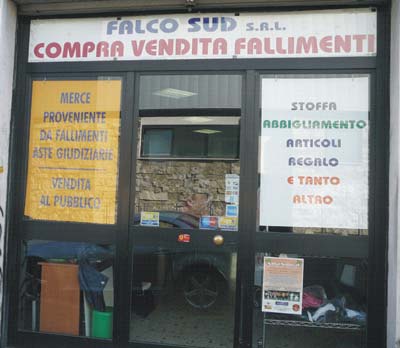 FALCO SUD S.R.L.
COMPRA VENDITA FALLIMENTI
MERCE
PROVENIENTE
DA FALLIMENTI
ASTE GIUDIZIARIE
VENDITA
AL PUBBLICO
STOFFA
ABBIGLIAMENTO
ARTICOLI
REGALO
E TANTO
ALTRO